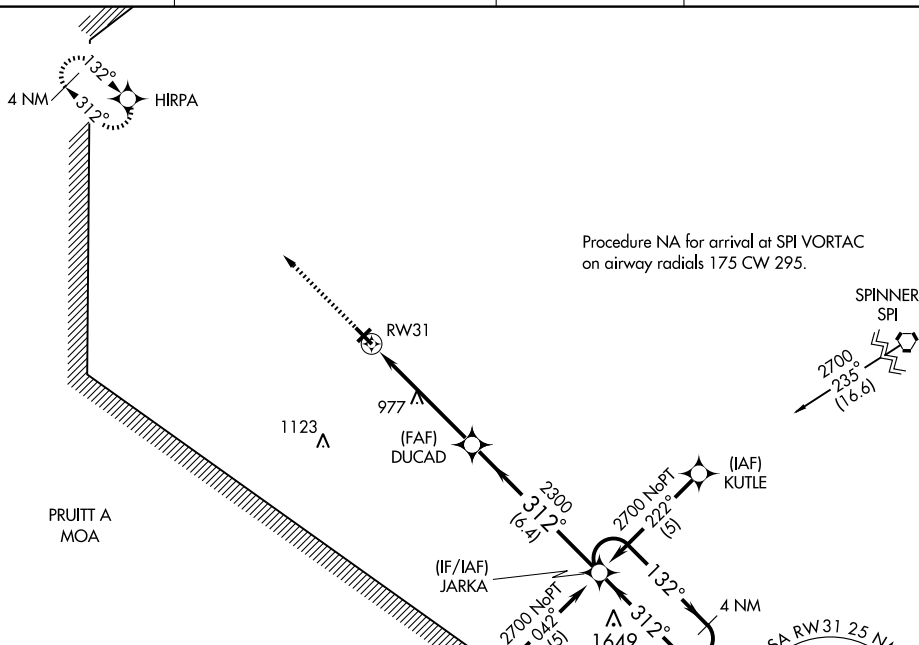 132°
4 NM
HIRPA
312°
Procedure NA for arrival at SPI VORTAC
on airway radials 175 CW 295.
SPINNER
SPI
RW31
2700
235°
(16.6)
977
1123
(FAF)
DUCAD
(IAF)
KUTLE
2300
312°
(6.4)
2700 NoPT
222°
(5)
PRUITT A
MOA
(IF/IAF)
JARKA
132°
4 NM
2700 NoPT
042°
312°
1649
RW31 25